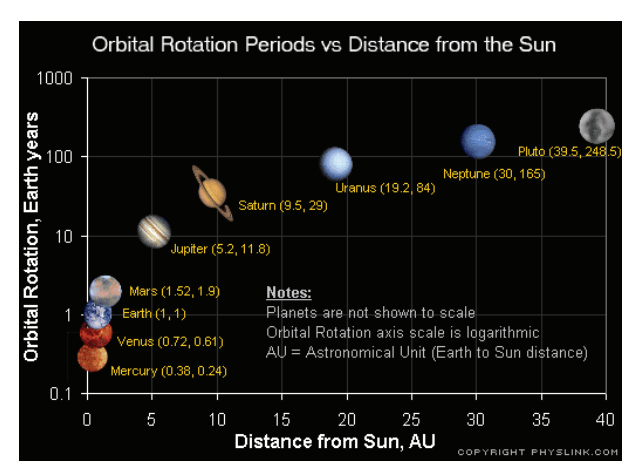 Orbital Rotation Periods vs Distance from the Sun
Orbital Rotation, Earth years
1000
100
10
1
0.1
Pluto (39.5, 248.5)
Neptune (30, 165)
Uranus (19.2, 84)
Saturn (9.5, 29)
Jupiter (5.2, 11.8)
Mars (1.52, 1.9)
Earth (1, 1)
Venus (0.72, 0.61)
Mercury (0.38, 0.24)
Notes:
Planets are not shown to scale
Orbital Rotation axis scale is logarithmic
AU = Astronomical Unit (Earth to Sun distance)
0 5 10 15 20 25 30 35 40
Distance from Sun, AU
COPYRIGHT PHYSLINK.COM